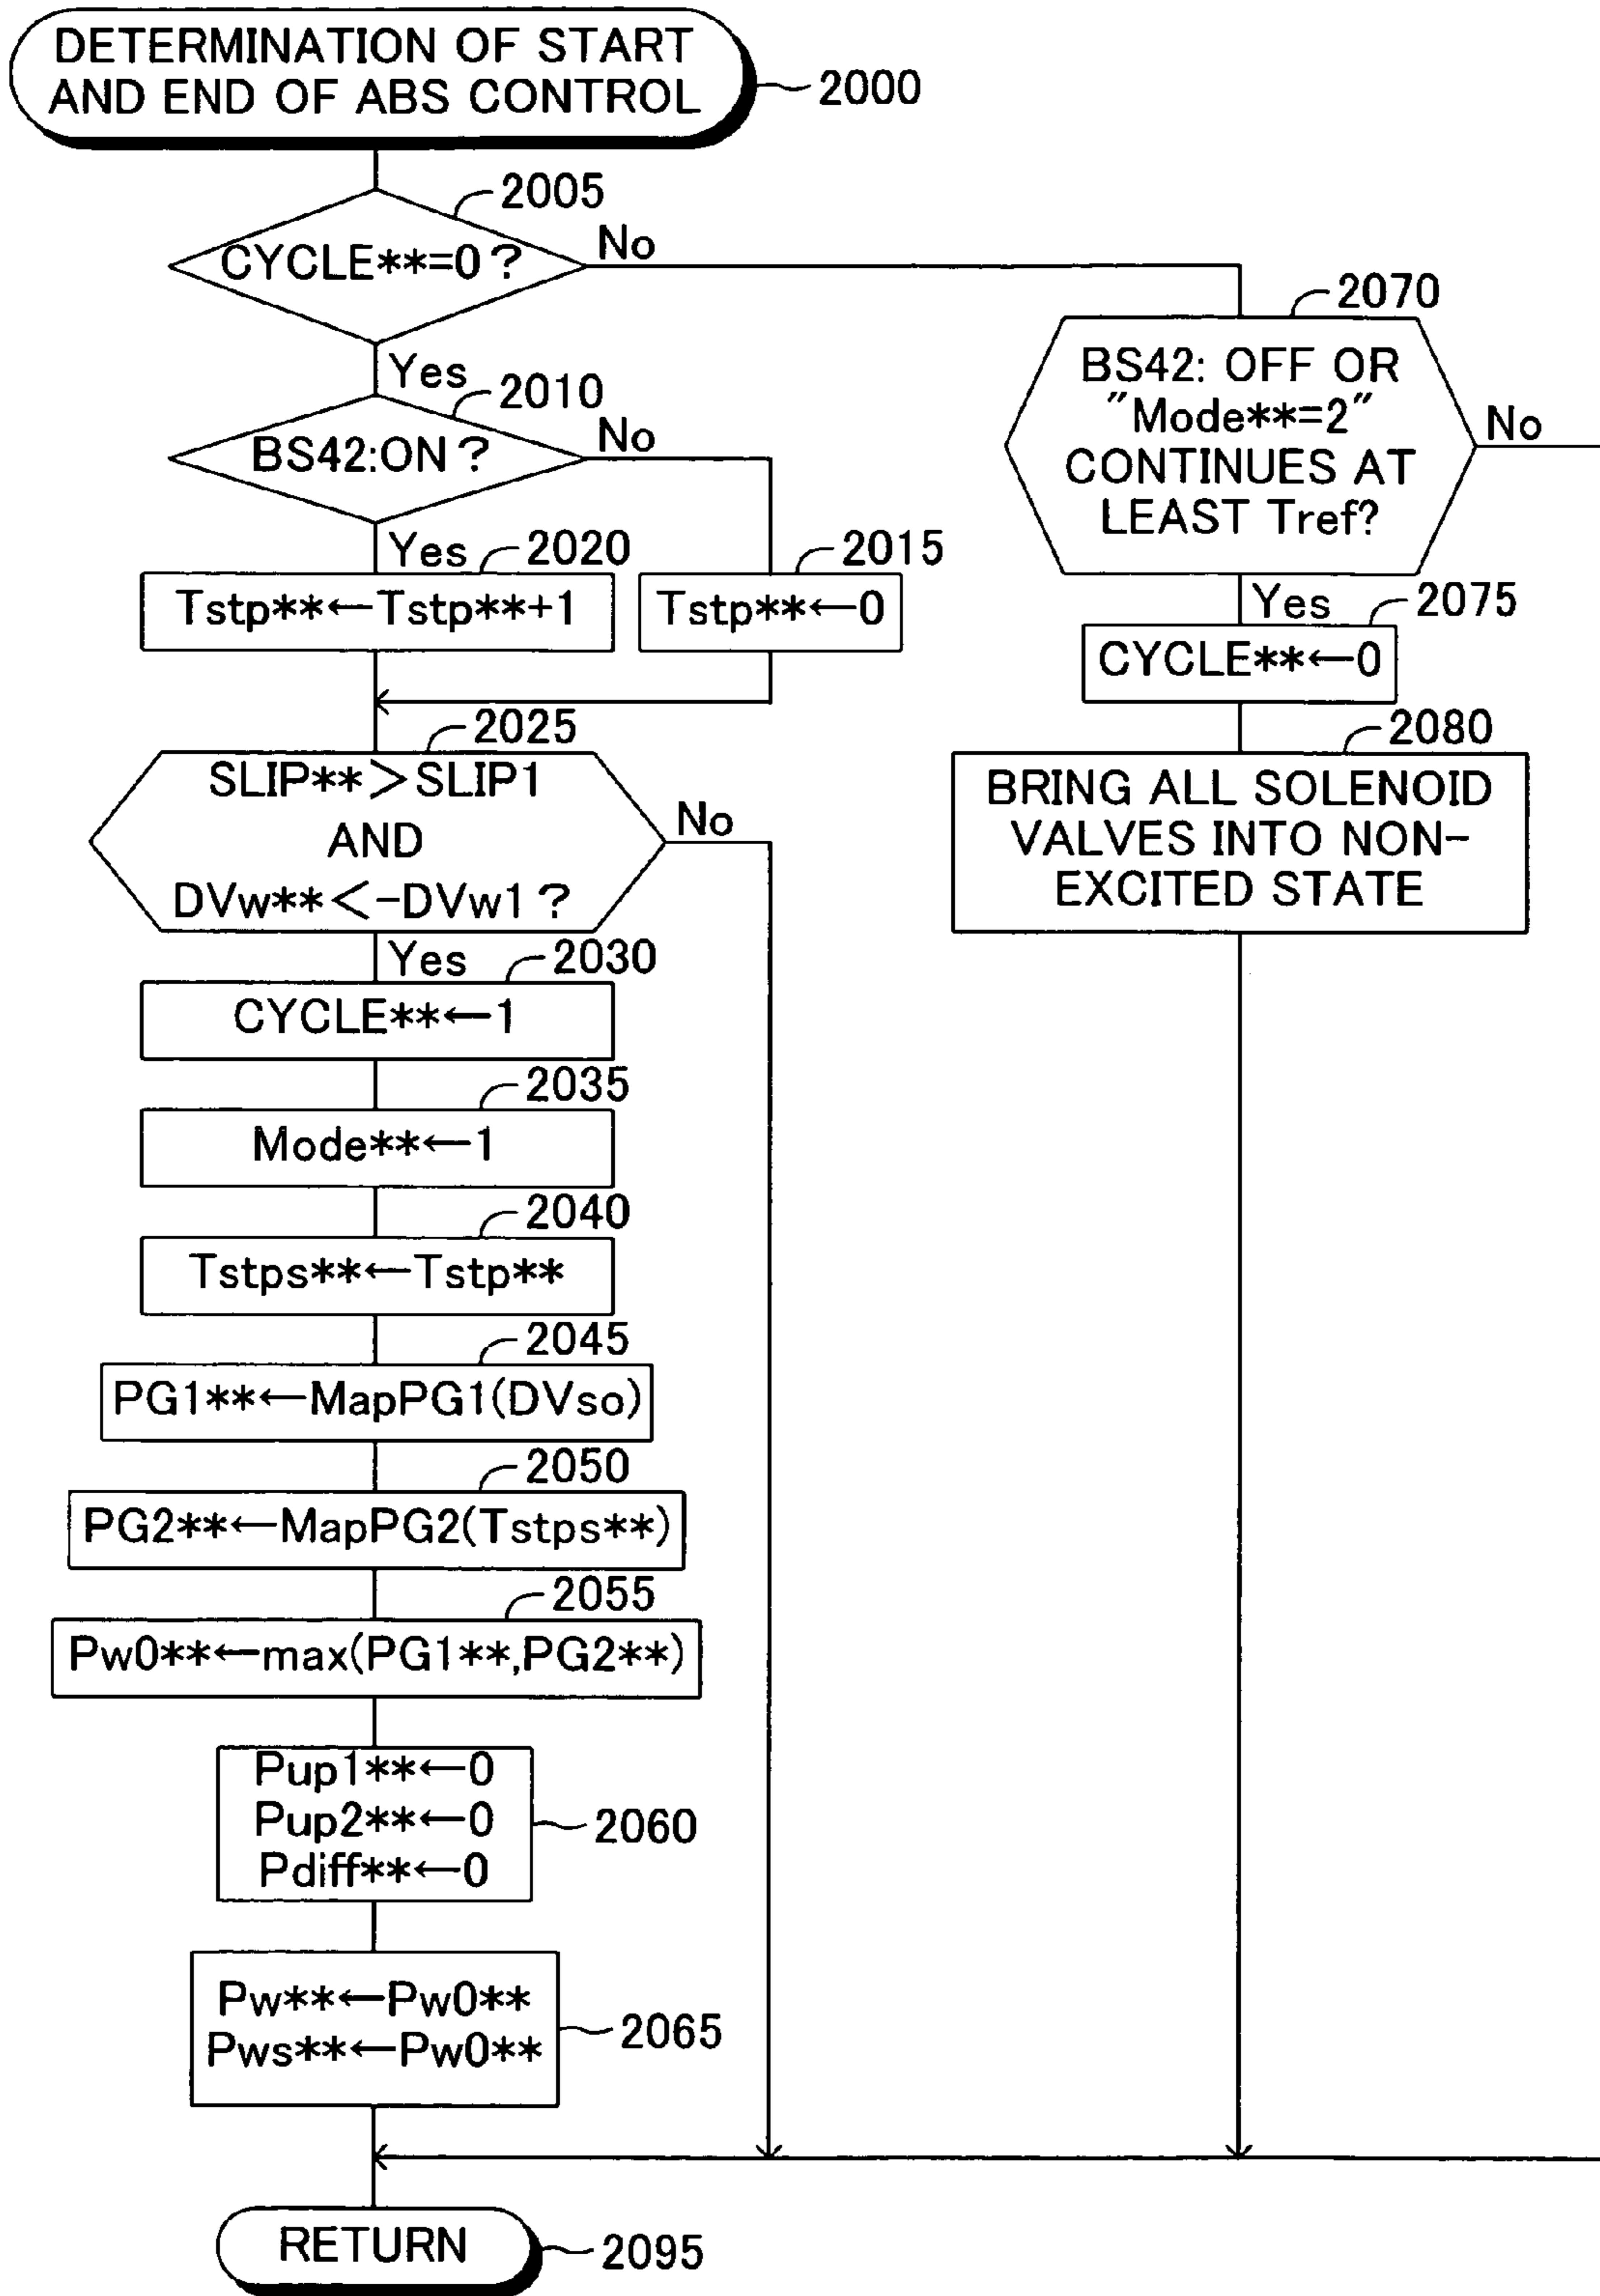 DETERMINATION OF START
AND END OF ABS CONTROL
2000
2005
CYCLE**=0?
No
Yes
2010
BS42:ON?
No
Yes
2020
Tstp**←Tstp**+1
2015
Tstp**←0
2025
SLIP**>SLIP1
AND
DVw**<-DVw1?
No
Yes
2030
CYCLE**←1
2035
Mode**←1
2040
Tstps**←Tstp**
2045
PG1**←MapPG1(DVso)
2050
PG2**←MapPG2(Tstps**)
2055
Pw0**←max(PG1**,PG2**)
Pup1**←0
Pup2**←0
Pdiff**←0
2060
Pw**←Pw0**
Pws**←Pw0**
2065
2070
BS42: OFF OR
"Mode**=2"
CONTINUES AT
LEAST Tref?
No
Yes
2075
CYCLE**←0
2080
BRING ALL SOLENOID
VALVES INTO NON-
EXCITED STATE
RETURN
2095